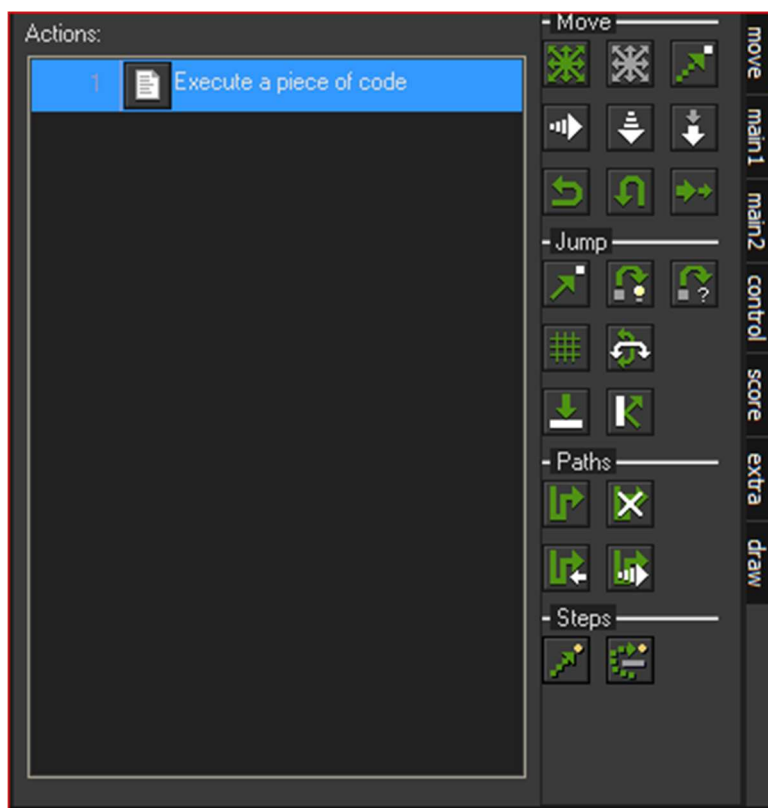 Actions:
1 Execute a piece of code
Move
Jump
?
Paths
Steps
move
main1
main2
control
score
extra
draw